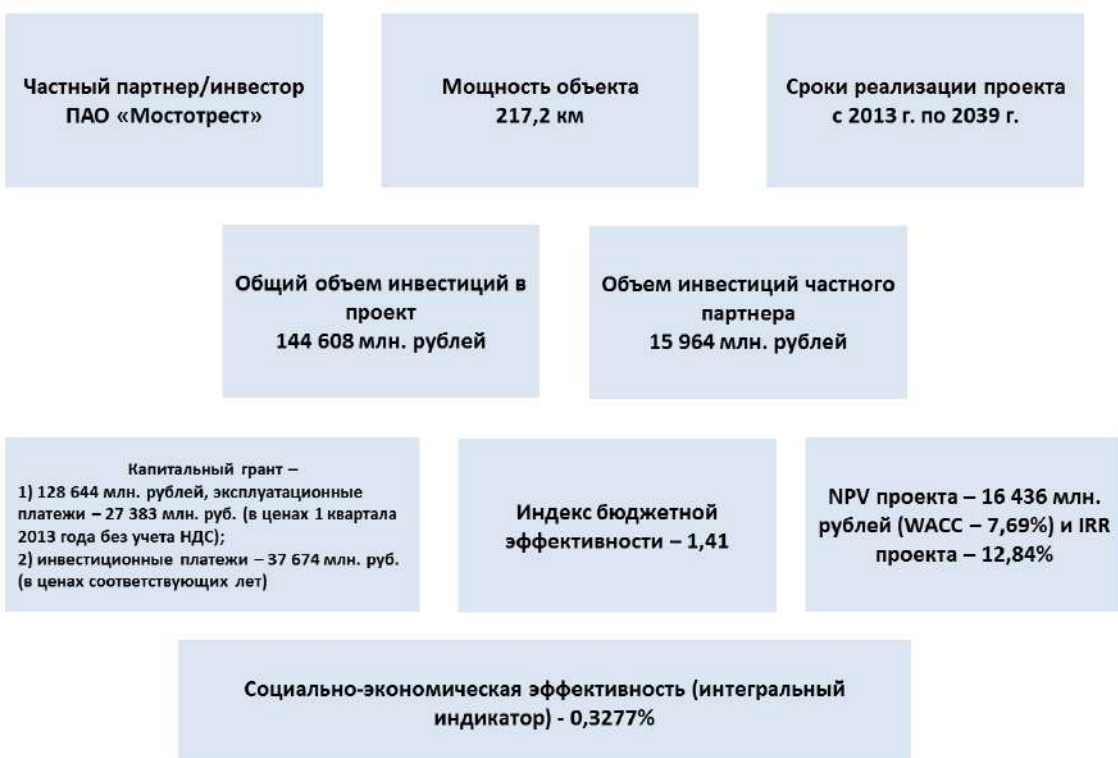 Частный партнер/инвестор
ПАО «Мостотрест»
Мощность объекта
217,2 км
Сроки реализации проекта
с 2013 г. по 2039 г.
Общий объем инвестиций в
проект
144 608 млн. рублей
Объем инвестиций частного
партнера
15 964 млн. рублей
Капитальный грант –
1) 128 644 млн. рублей, эксплуатационные
платежи – 27 383 млн. руб. (в ценах 1 квартала
2013 года без учета НДС);
2) инвестиционные платежи – 37 674 млн. руб.
(в ценах соответствующих лет)
Индекс бюджетной
эффективности – 1,41
NPV проекта – 16 436 млн.
рублей (WACC – 7,69%) и IRR
проекта – 12,84%
Социально-экономическая эффективность (интегральный
индикатор) - 0,3277%